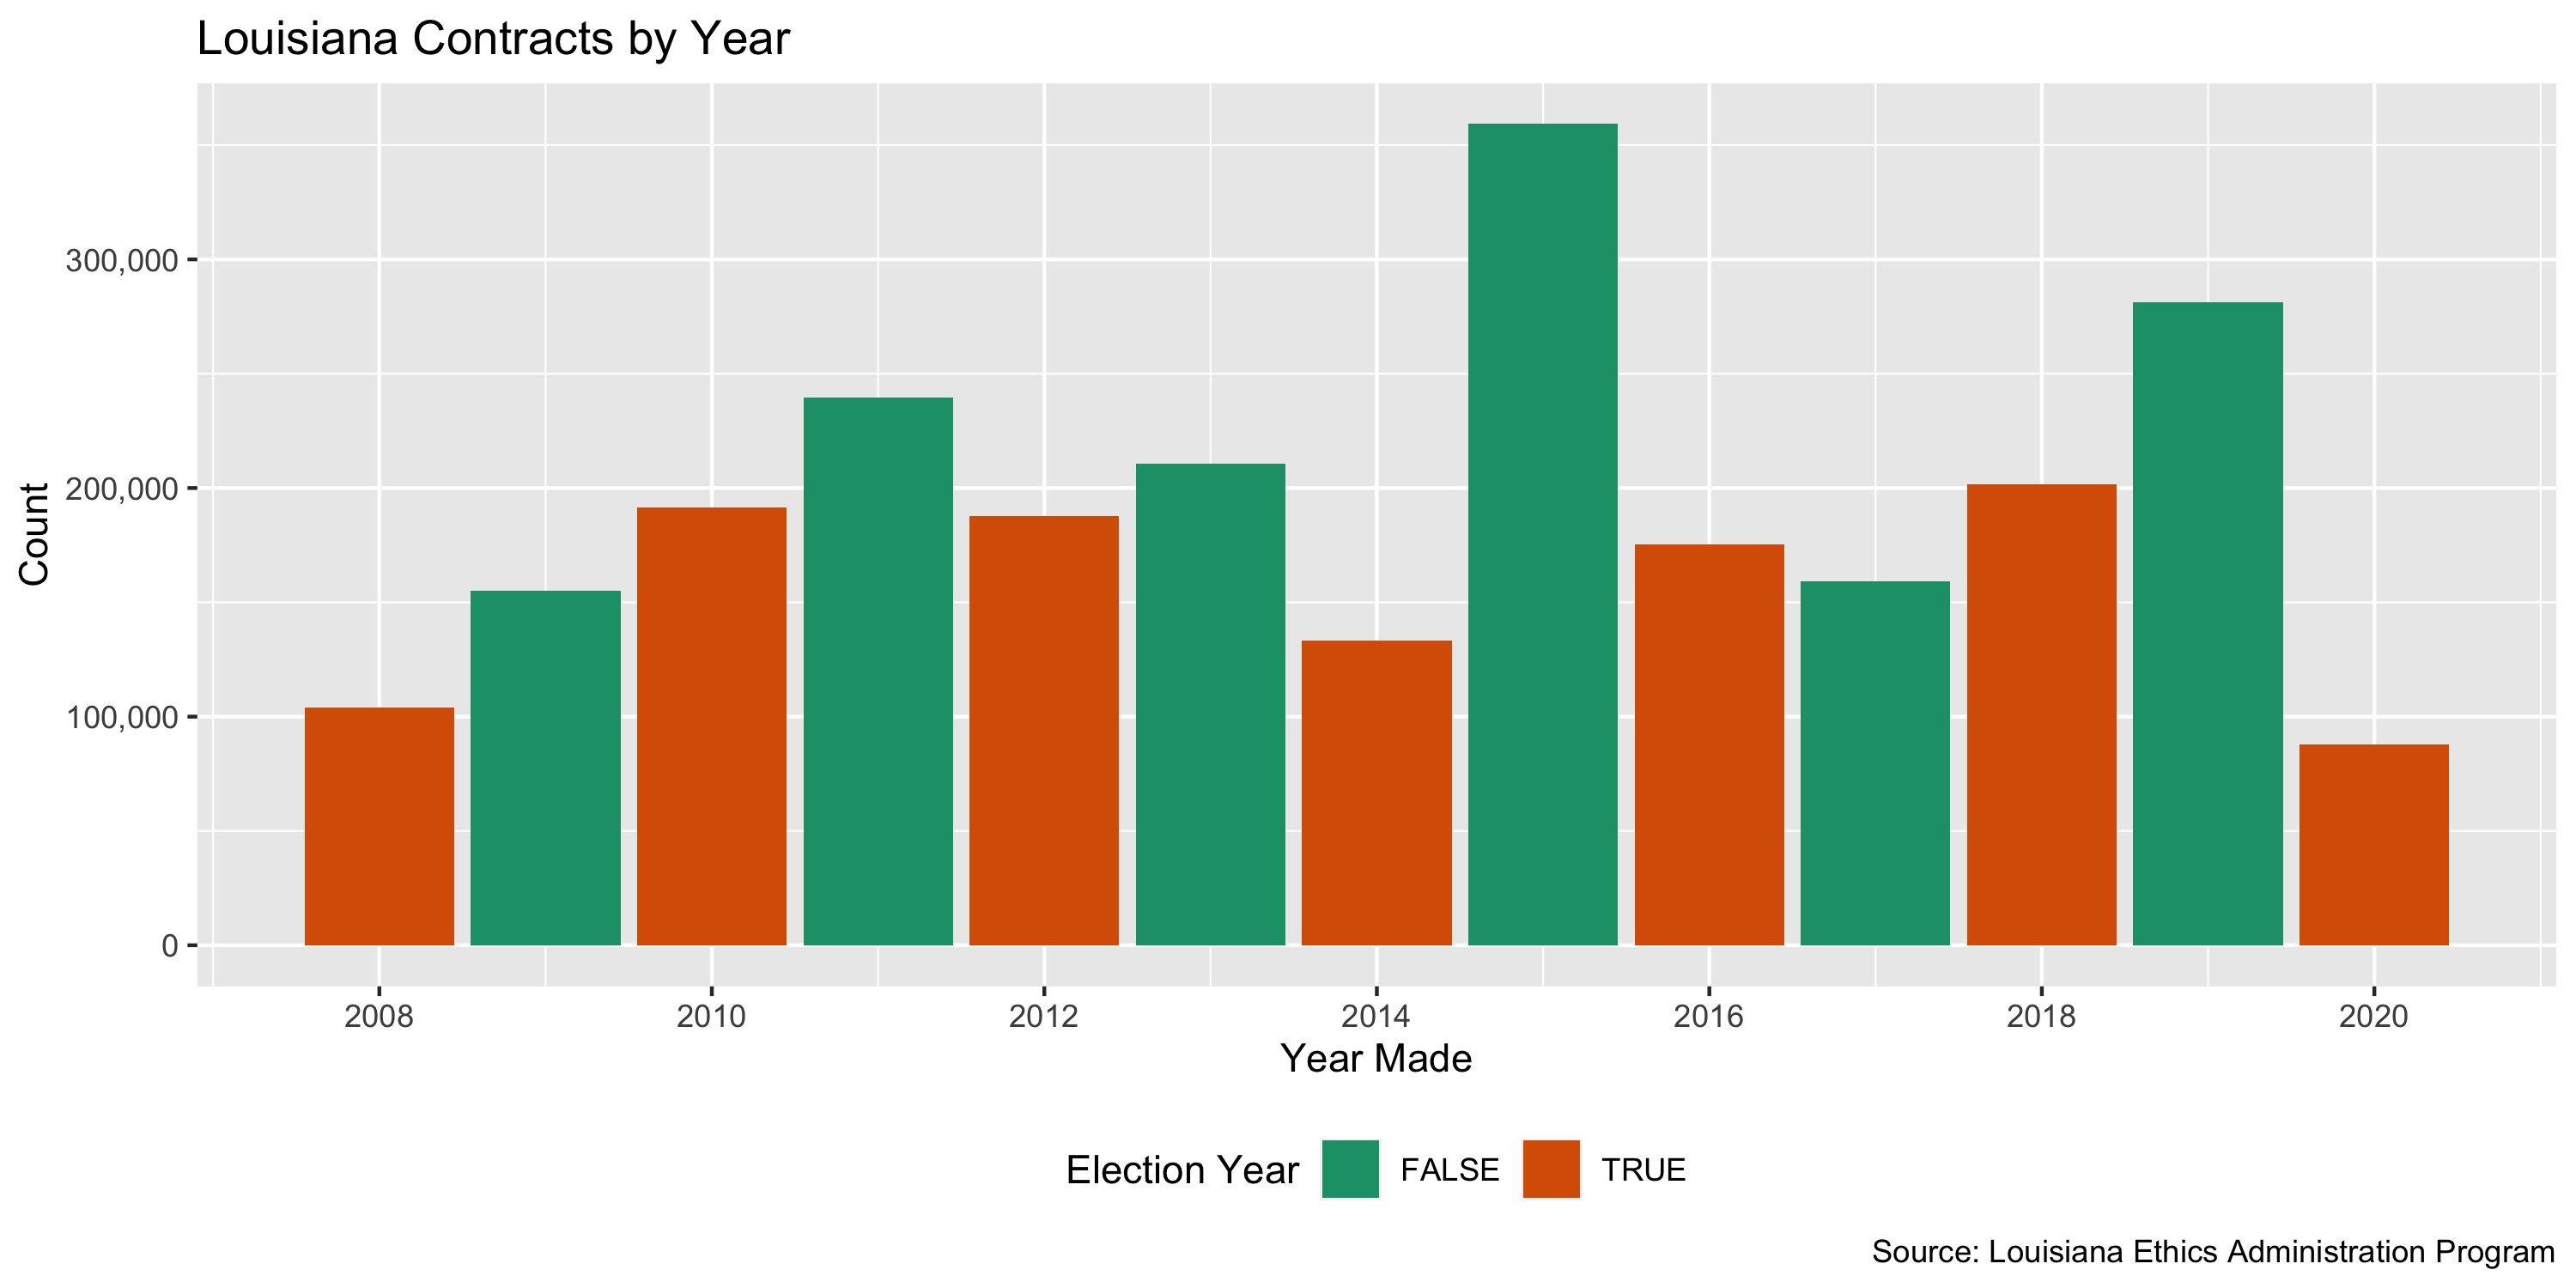 Louisiana Contracts by Year
Count
300,000
200,000
100,000
0
2008 2010 2012 2014 2016 2018 2020
Year Made
Election Year FALSE TRUE
Source: Louisiana Ethics Administration Program